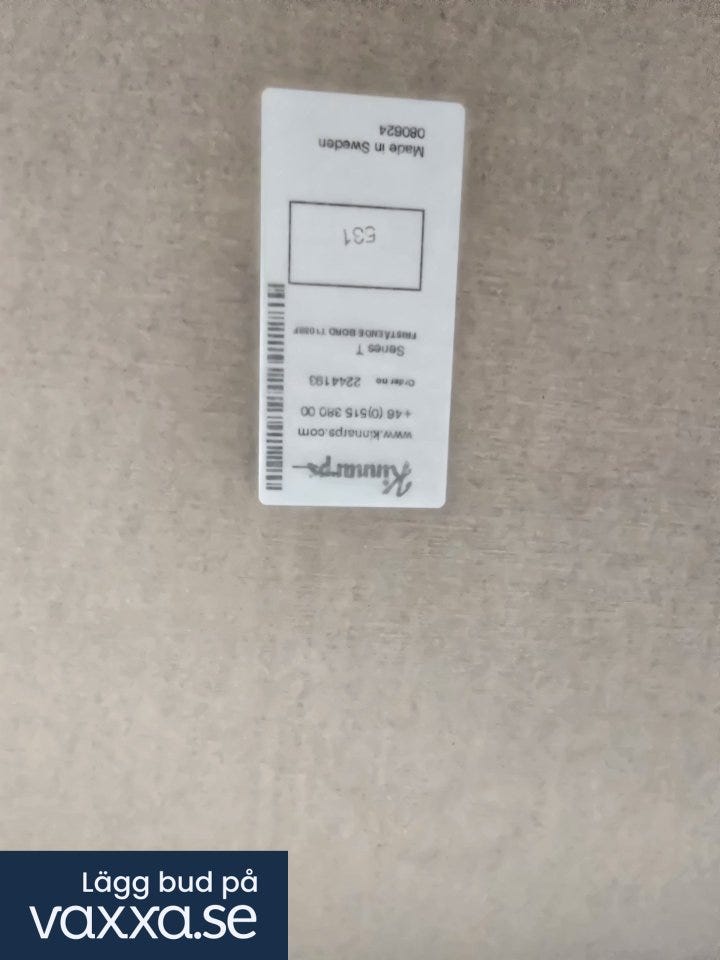 Kinnarps
www.kinnarps.com
+46 (0)515 380 00
Order no 2244193
Series T
FRISTÅENDE BORD
531
Made in Sweden
080624
Lägg bud på
vaxxa.se